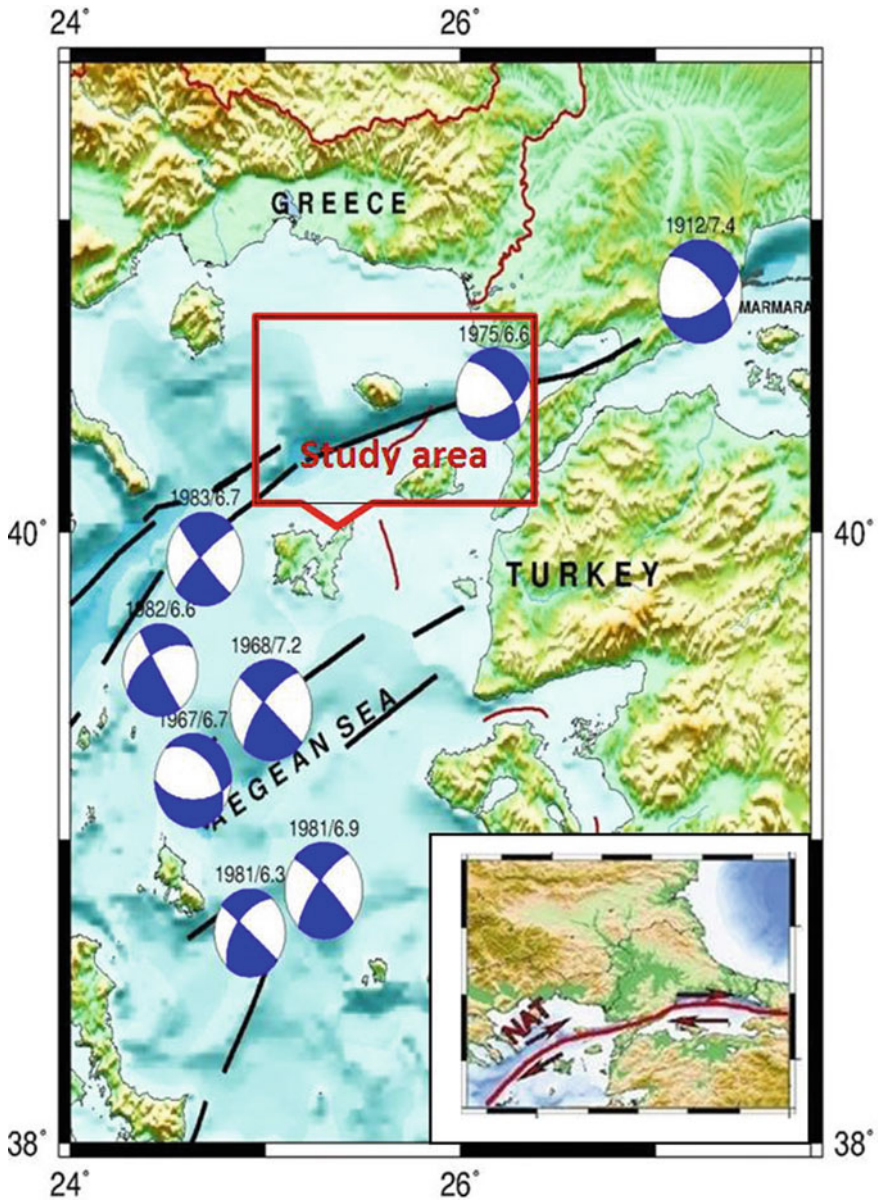 24°
26°
GREECE
1912/7.4
MARMARA
1975/6.6
Study area
1983/6.7
40°
40°
TURKEY
1982/6.6
1968/7.2
1967/6.7
AEGEAN SEA
1981/6.9
1981/6.3
NAT
38°
38°
24°
26°